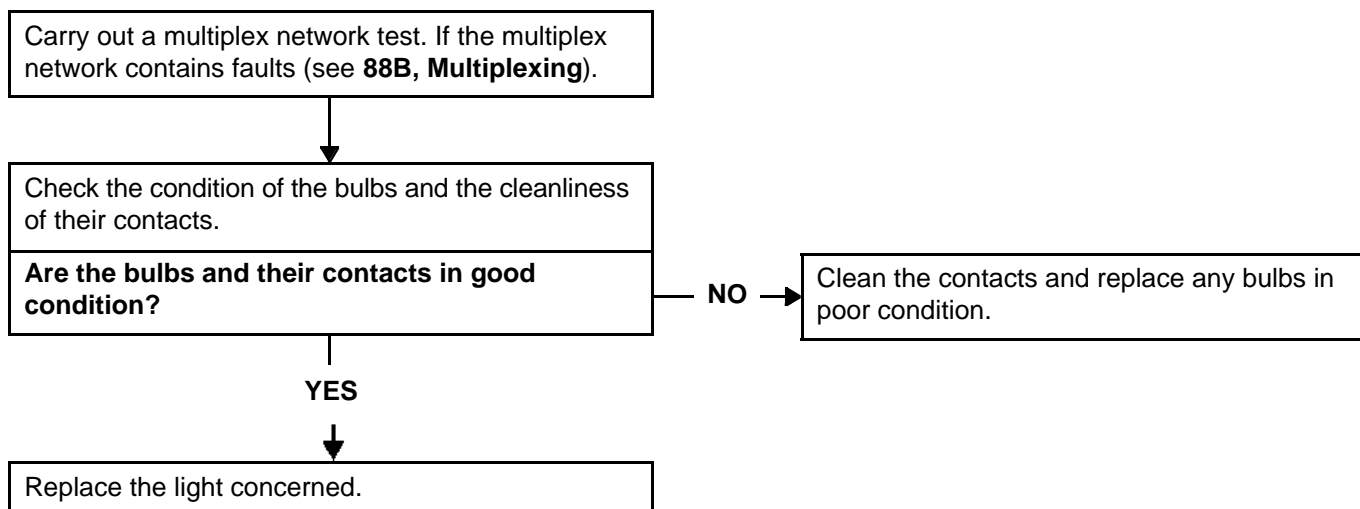 Carry out a multiplex network test. If the multiplex
network contains faults (see 88B, Multiplexing).
Check the condition of the bulbs and the cleanliness
of their contacts.
Are the bulbs and their contacts in good
condition?
NO
Clean the contacts and replace any bulbs in
poor condition.
YES
Replace the light concerned.